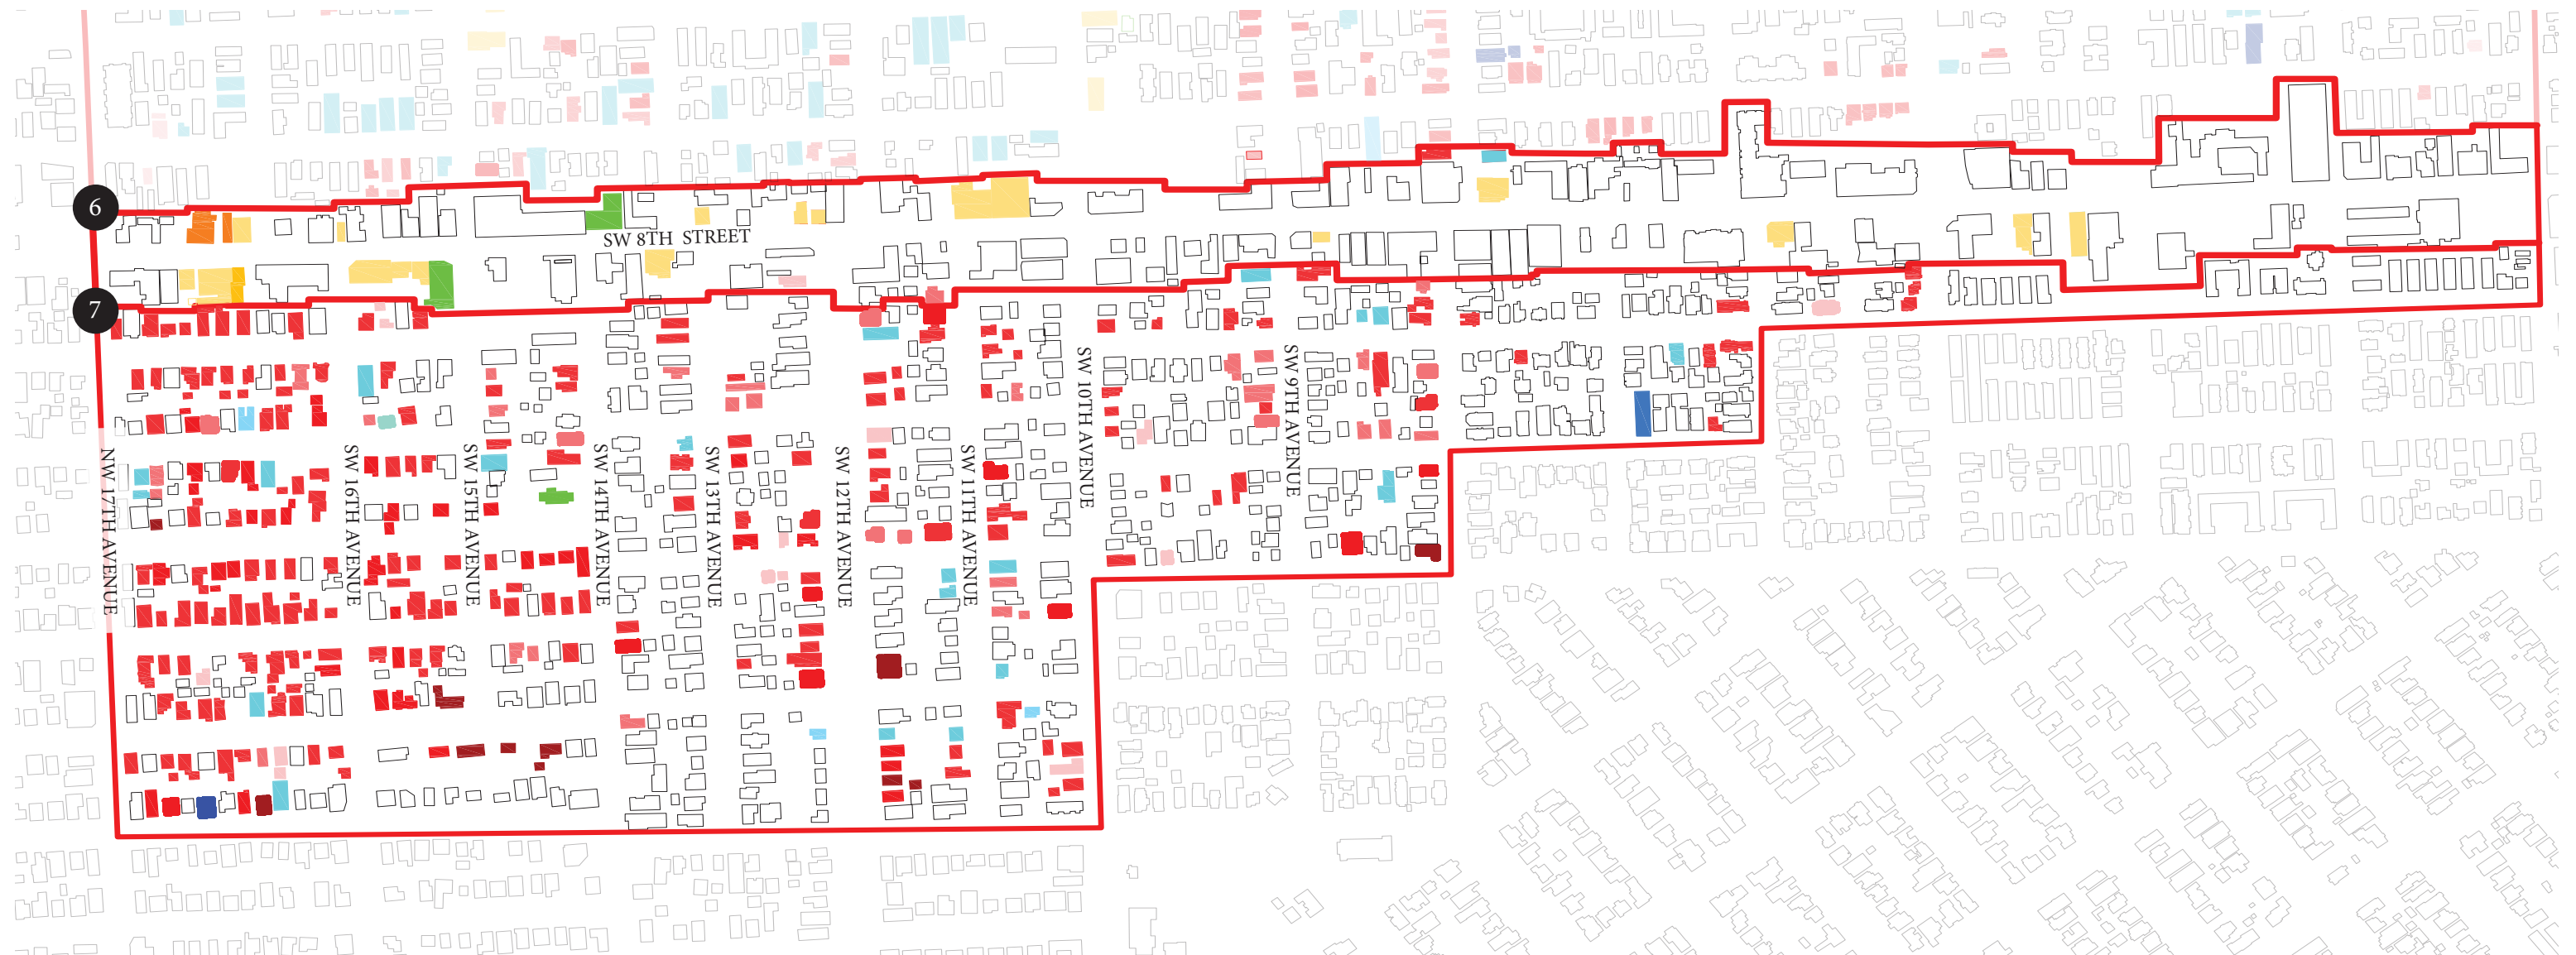 6
SW 8TH STREET
7
NW 17TH AVENUE
SW 16TH AVENUE
SW 15TH AVENUE
SW 14TH AVENUE
SW 13TH AVENUE
SW 12TH AVENUE
SW 11TH AVENUE
SW 10TH AVENUE
SW 9TH AVENUE